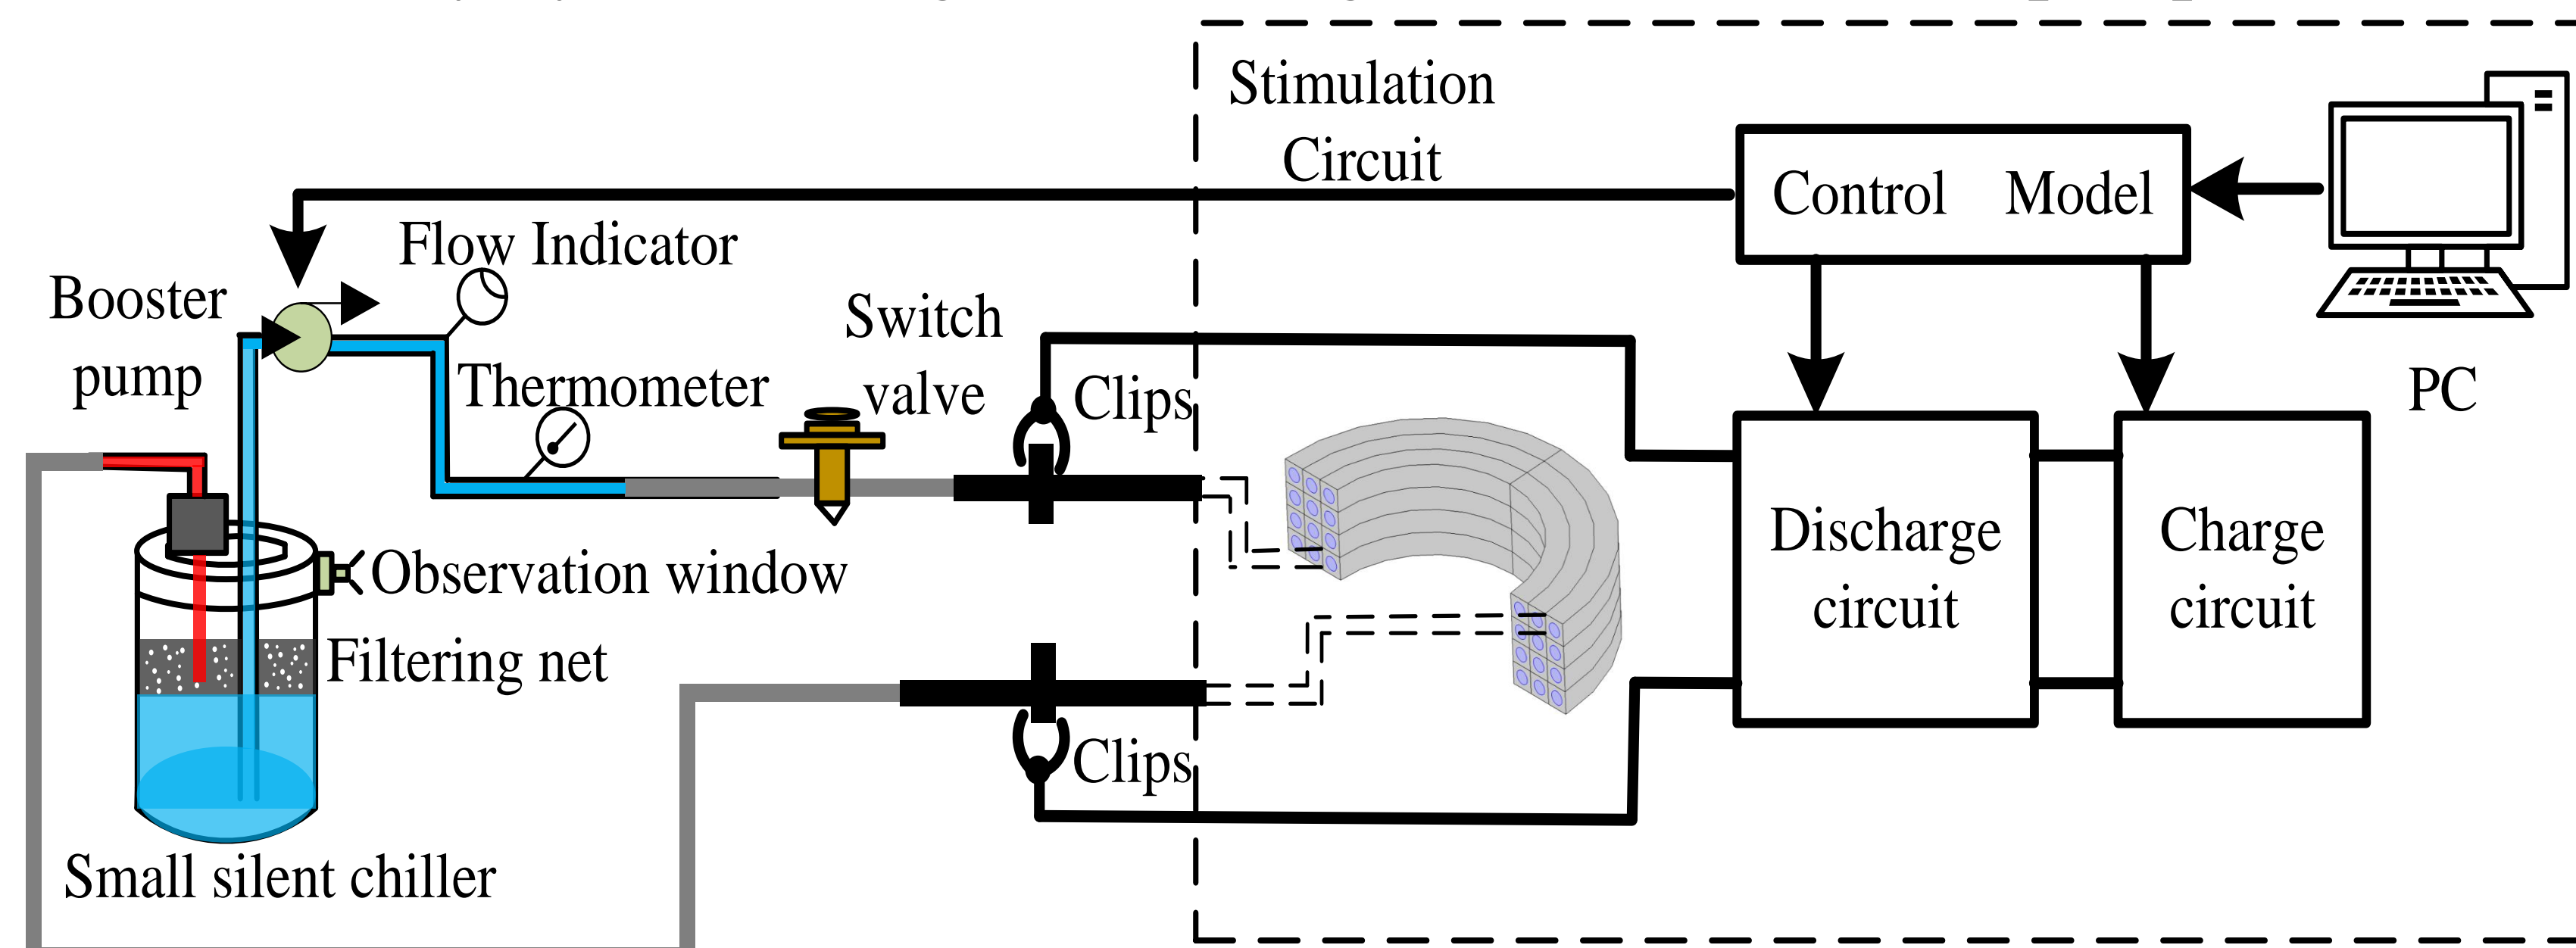 Stimulation
Circuit
Control Model
Flow Indicator
Booster
pump
Switch
valve
Thermometer
Clips
PC
Discharge
circuit
Charge
circuit
Observation window
Filtering net
Clips
Small silent chiller